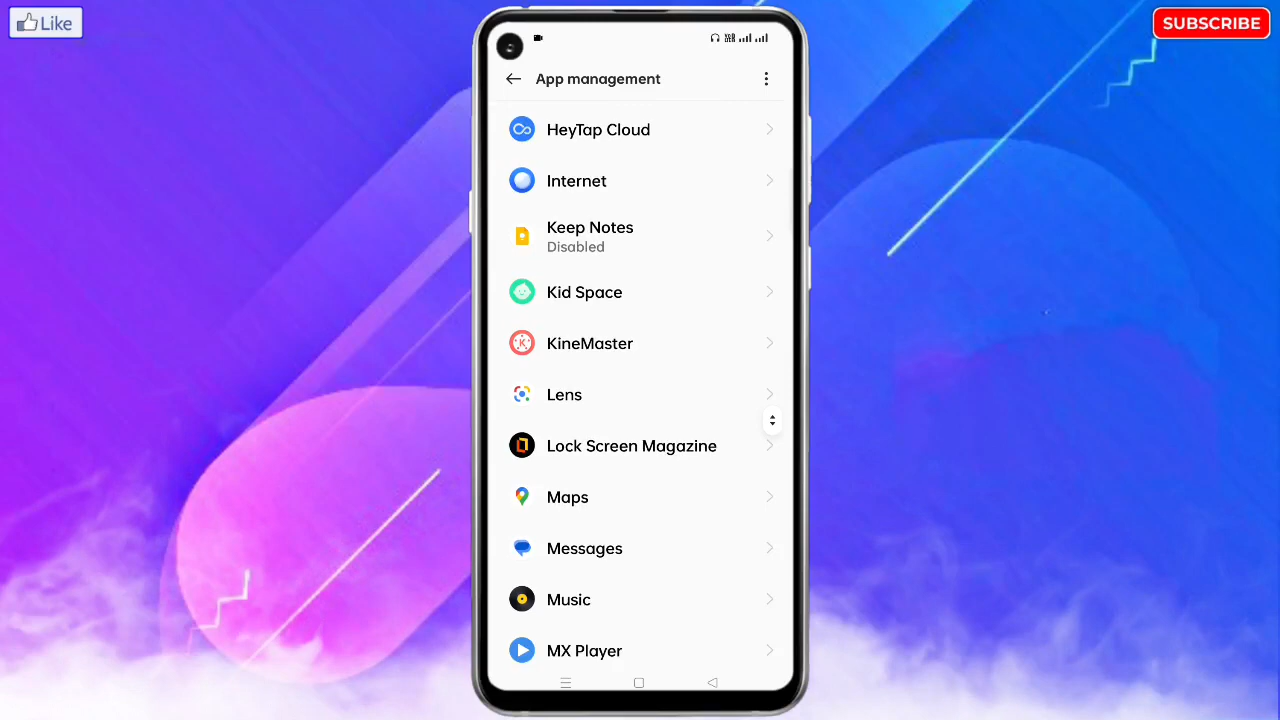 Like
SUBSCRIBE
App management
HeyTap Cloud
Internet
Keep Notes
Disabled
Kid Space
KineMaster
Lens
Lock Screen Magazine
Maps
Messages
Music
MX Player